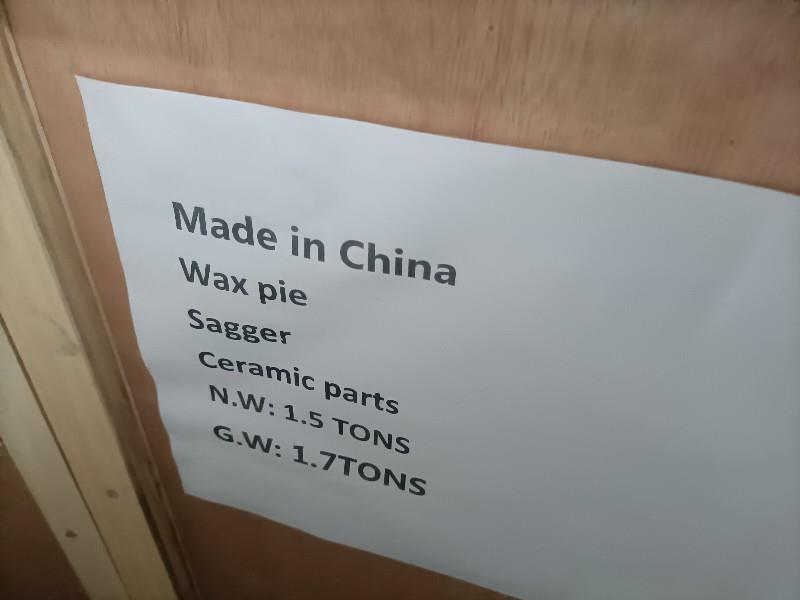 Made in China
Wax pie
Sagger
Ceramic parts
N.W: 1.5 TONS
G.W: 1.7TONS